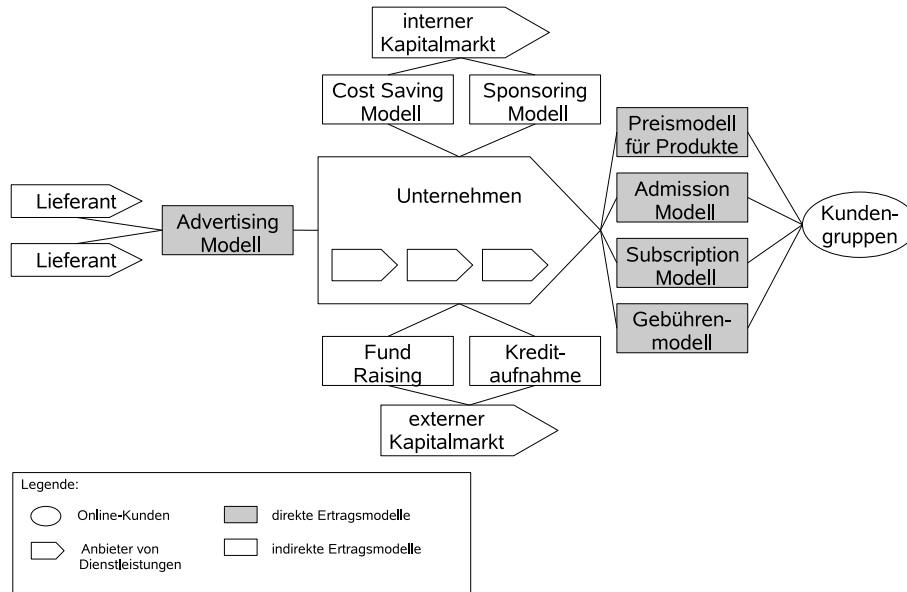 interner
Kapitalmarkt
Cost Saving
Modell
Sponsoring
Modell
Preismodell
für Produkte
Unternehmen
Admission
Modell
Lieferant
Advertising
Modell
Kunden-
gruppen
Lieferant
Subscription
Modell
Gebühren-
modell
Fund
Raising
Kredit-
aufnahme
externer
Kapitalmarkt
Legende:
Online-Kunden
direkte Ertragsmodelle
Anbieter von
Dienstleistungen
indirekte Ertragsmodelle